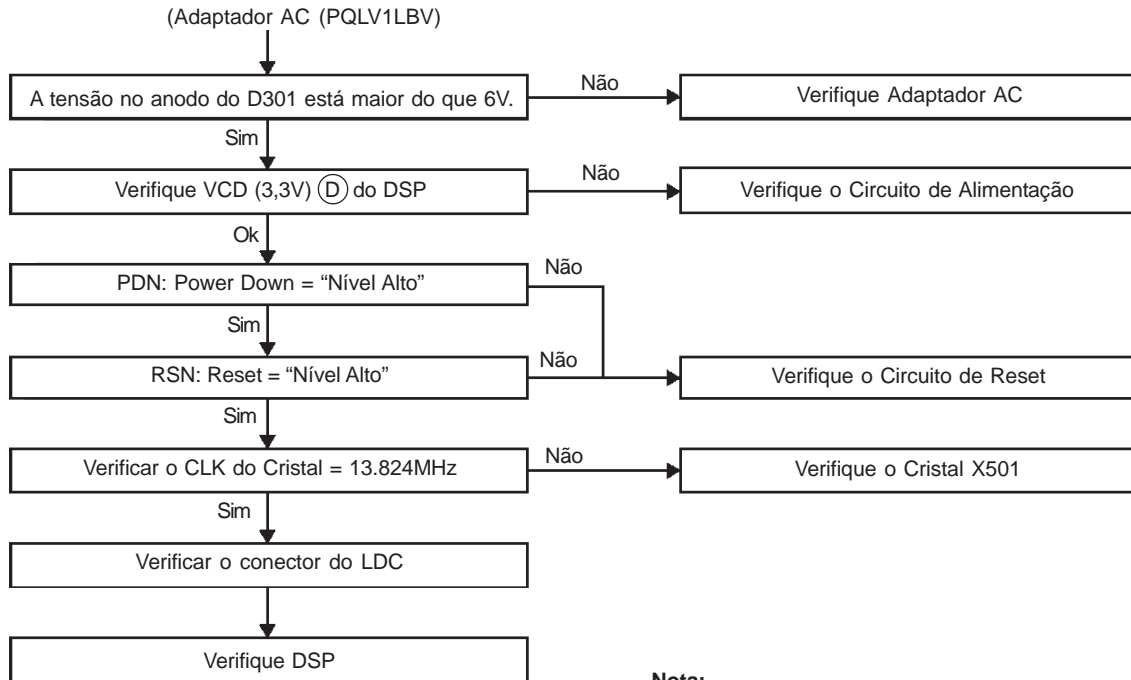 (Adaptador AC (PQLV1LBV)
A tensão no anodo do D301 está maior do que 6V.
Não
Verifique Adaptador AC
Sim
Verifique VCD (3,3V) D do DSP
Não
Verifique o Circuito de Alimentação
Ok
PDN: Power Down = “Nível Alto”
Não
Sim
RSN: Reset = “Nível Alto”
Não
Verifique o Circuito de Reset
Sim
Verificar o CLK do Cristal = 13.824MHz
Não
Verifique o Cristal X501
Sim
Verificar o conector do LDC
Verifique DSP
Nota: